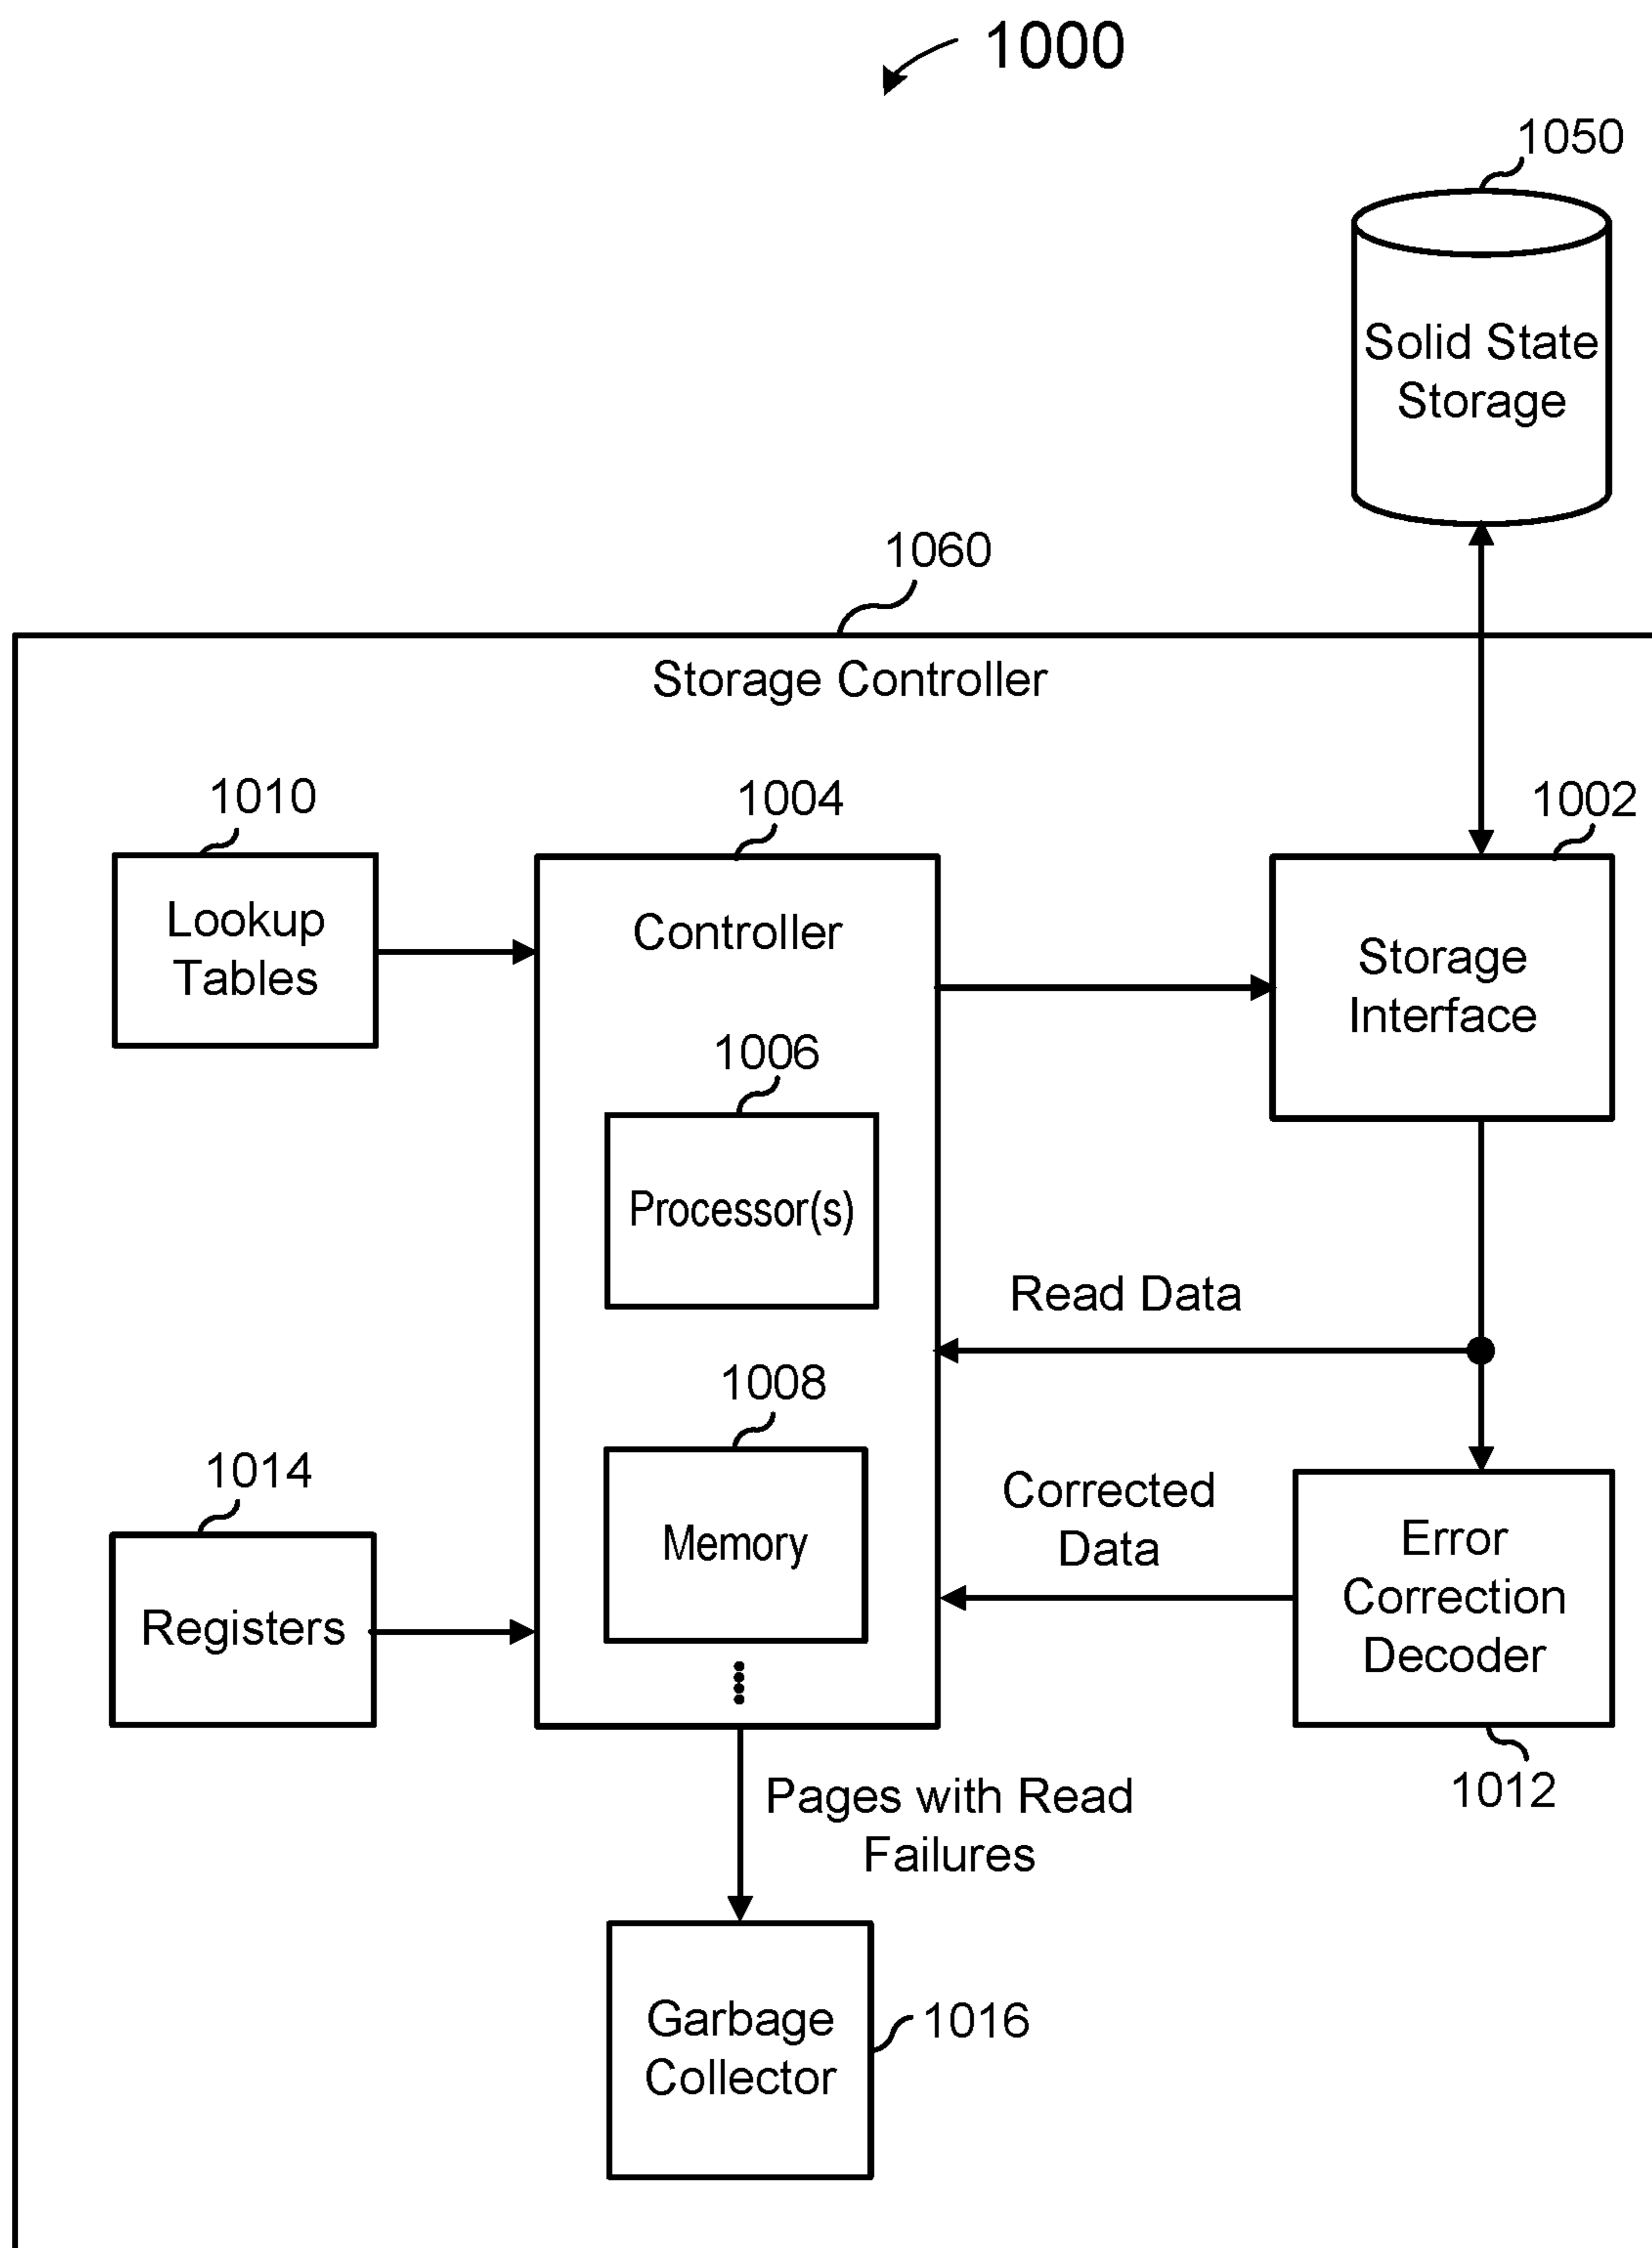 1000
1050
Solid State
Storage
1060
Storage Controller
1010
1004
1002
Lookup
Tables
Controller
Storage
Interface
1006
Processor(s)
Read Data
1008
1014
Memory
Corrected
Data
Error
Correction
Decoder
Registers
1012
Pages with Read
Failures
Garbage
Collector
1016